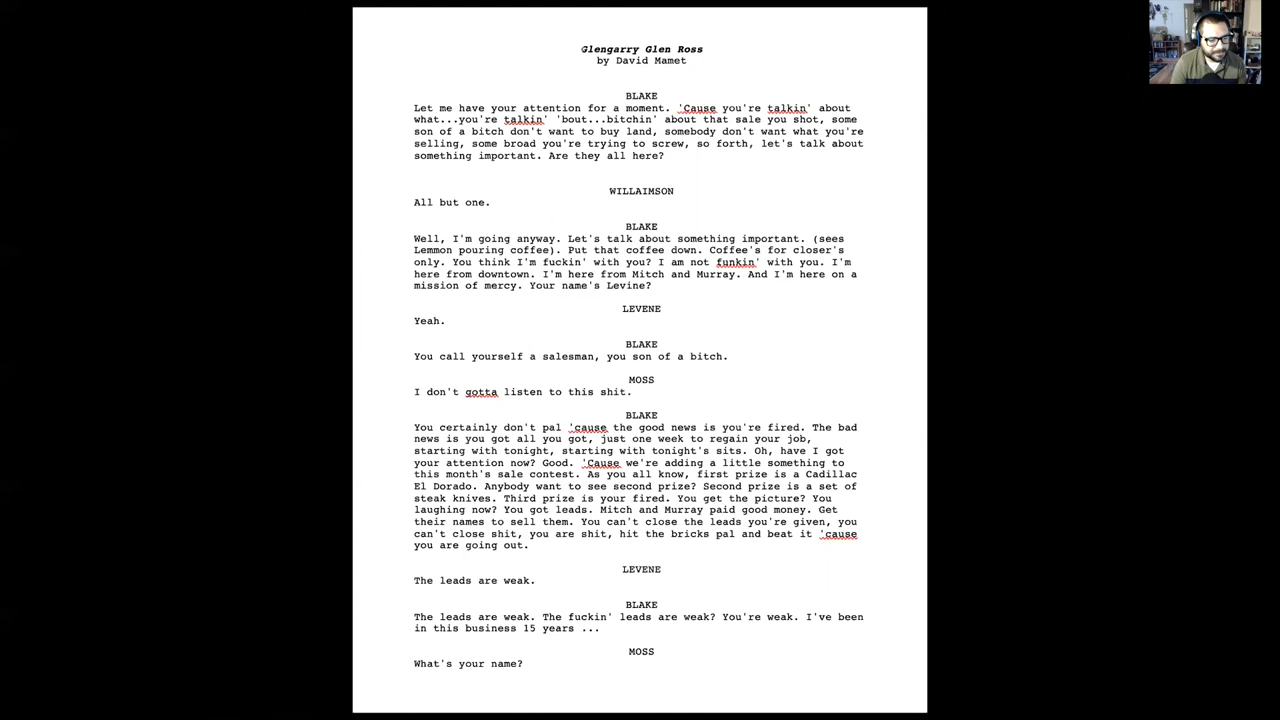 Glengarry Glen Ross
by David Mamet
BLAKE
Let me have your attention for a moment. 'Cause you're talkin' about
what...you're talkin' 'bout...bitchin' about that sale you shot, some
son of a bitch don't want to buy land, somebody don't want what you're
selling, some broad you're trying to screw, so forth, let's talk about
something important. Are they all here?
WILLAIMSON
All but one.
BLAKE
Well, I'm going anyway. Let's talk about something important. (sees
Lemmon pouring coffee). Put that coffee down. Coffee's for closer's
only. You think I'm fuckin' with you? I am not funkin' with you. I'm
here from downtown. I'm here from Mitch and Murray. And I'm here on a
mission of mercy. Your name's Levine?
LEVENE
Yeah.
BLAKE
You call yourself a salesman, you son of a bitch.
MOSS
I don't gotta listen to this shit.
BLAKE
You certainly don't pal 'cause the good news is you're fired. The bad
news is you got all you got, just one week to regain your job,
starting with tonight, starting with tonight's sits. Oh, have I got
your attention now? Good. 'Cause we're adding a little something to
this month's sale contest. As you all know, first prize is a Cadillac
El Dorado. Anybody want to see second prize? Second prize is a set of
steak knives. Third prize is your fired. You get the picture? You
laughing now? You got leads. Mitch and Murray paid good money. Get
their names to sell them. You can't close the leads you're given, you
can't close shit, you are shit, hit the bricks pal and beat it 'cause
you are going out.
LEVENE
The leads are weak.
BLAKE
The leads are weak. The fuckin' leads are weak? You're weak. I've been
in this business 15 years ...
MOSS
What's your name?